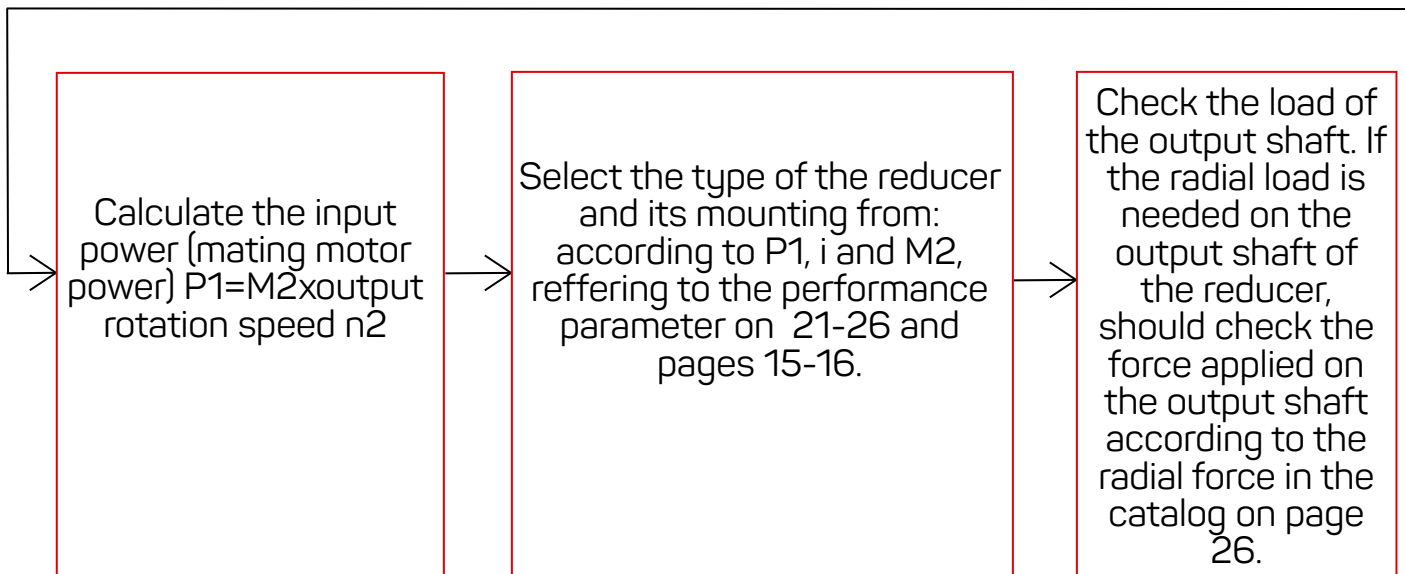 Calculate the input
power (mating motor
power) P1=M2xoutput
rotation speed n2
Select the type of the reducer
and its mounting from:
according to P1, i and M2,
reffering to the performance
parameter on  21-26 and
pages 15-16.
Check the load of
the output shaft. If
the radial load is
needed on the
output shaft of
the reducer,
should check the
force applied on
the output shaft
according to the
radial force in the
catalog on page
26.